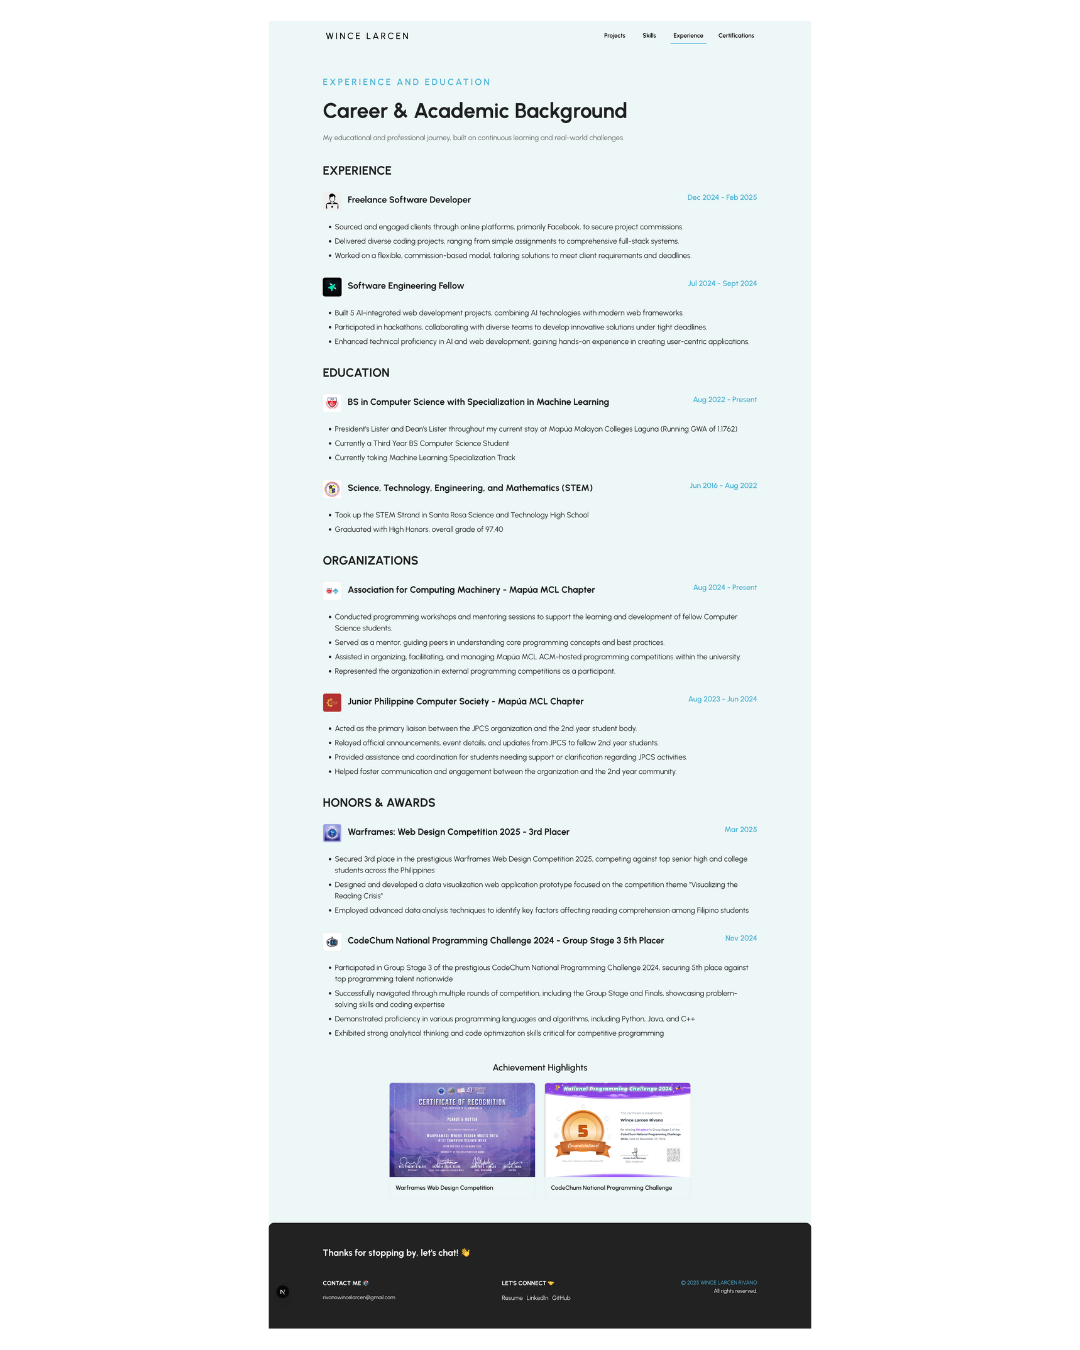 WINCE LARCEN
Projects Skills Experience Certifications
EXPERIENCE AND EDUCATION
Career & Academic Background
My educational and professional journey, built on continuous learning and real-world challenges.
EXPERIENCE
Freelance Software Developer Dec 2024 - Feb 2025
• Sourced and engaged clients through online platforms, primarily Facebook, to secure project commissions.
• Delivered diverse coding projects, ranging from simple assignments to comprehensive full-stack systems.
• Worked on a flexible, commission-based model, tailoring solutions to meet client requirements and deadlines.
Software Engineering Fellow Jul 2024 - Sept 2024
• Built 5 AI-integrated web development projects, combining AI technologies with modern web frameworks.
• Participated in hackathons, collaborating with diverse teams to develop innovative solutions under tight deadlines.
• Enhanced technical proficiency in AI and web development, gaining hands-on experience in creating user-centric applications.
EDUCATION
BS in Computer Science with Specialization in Machine Learning Aug 2022 - Present
• President's Lister and Dean's Lister throughout my current stay at Mapúa Malayan Colleges Laguna (Running GWA of 1.1762)
• Currently a Third Year BS Computer Science Student
• Currently taking Machine Learning Specialization Track
Science, Technology, Engineering, and Mathematics (STEM) Jun 2016 - Aug 2022
• Took up the STEM Strand in Santa Rosa Science and Technology High School
• Graduated with High Honors, overall grade of 97.40
ORGANIZATIONS
Association for Computing Machinery - Mapúa MCL Chapter Aug 2024 - Present
• Conducted programming workshops and mentoring sessions to support the learning and development of fellow Computer
Science students.
• Served as a mentor, guiding peers in understanding core programming concepts and best practices.
• Assisted in organizing, facilitating, and managing Mapúa MCL ACM-hosted programming competitions within the university.
• Represented the organization in external programming competitions as a participant.
Junior Philippine Computer Society - Mapúa MCL Chapter Aug 2023 - Jun 2024
• Acted as the primary liaison between the JPCS organization and the 2nd year student body.
• Relayed official announcements, event details, and updates from JPCS to fellow 2nd year students.
• Provided assistance and coordination for students needing support or clarification regarding JPCS activities.
• Helped foster communication and engagement between the organization and the 2nd year community.
HONORS & AWARDS
Warframes: Web Design Competition 2025 - 3rd Placer Mar 2025
• Secured 3rd place in the prestigious Warframes Web Design Competition 2025, competing against top senior high and college
students across the Philippines
• Designed and developed a data visualization web application prototype focused on the competition theme "Visualizing the
Reading Crisis"
• Employed advanced data analysis techniques to identify key factors affecting reading comprehension among Filipino students
CodeChum National Programming Challenge 2024 - Group Stage 3 5th Placer Nov 2024
• Participated in Group Stage 3 of the prestigious CodeChum National Programming Challenge 2024, securing 5th place against
top programming talent nationwide
• Successfully navigated through multiple rounds of competition, including the Group Stage and Finals, showcasing problem-
solving skills and coding expertise
• Demonstrated proficiency in various programming languages and algorithms, including Python, Java, and C++
• Exhibited strong analytical thinking and code optimization skills critical for competitive programming
Achievement Highlights
CERTIFICATE OF RECOGNITION
National Programming Challenge 2024
5
Congratulations!
Wince Larcen Rivano
Warframes Web Design Competition
CodeChum National Programming Challenge
Thanks for stopping by, let's chat! 👋
CONTACT ME
LET'S CONNECT 🤝
© 2025 WINCE LARCEN RIVANO
rivanowincelarcen@gmail.com
Resume LinkedIn GitHub
All rights reserved.
N